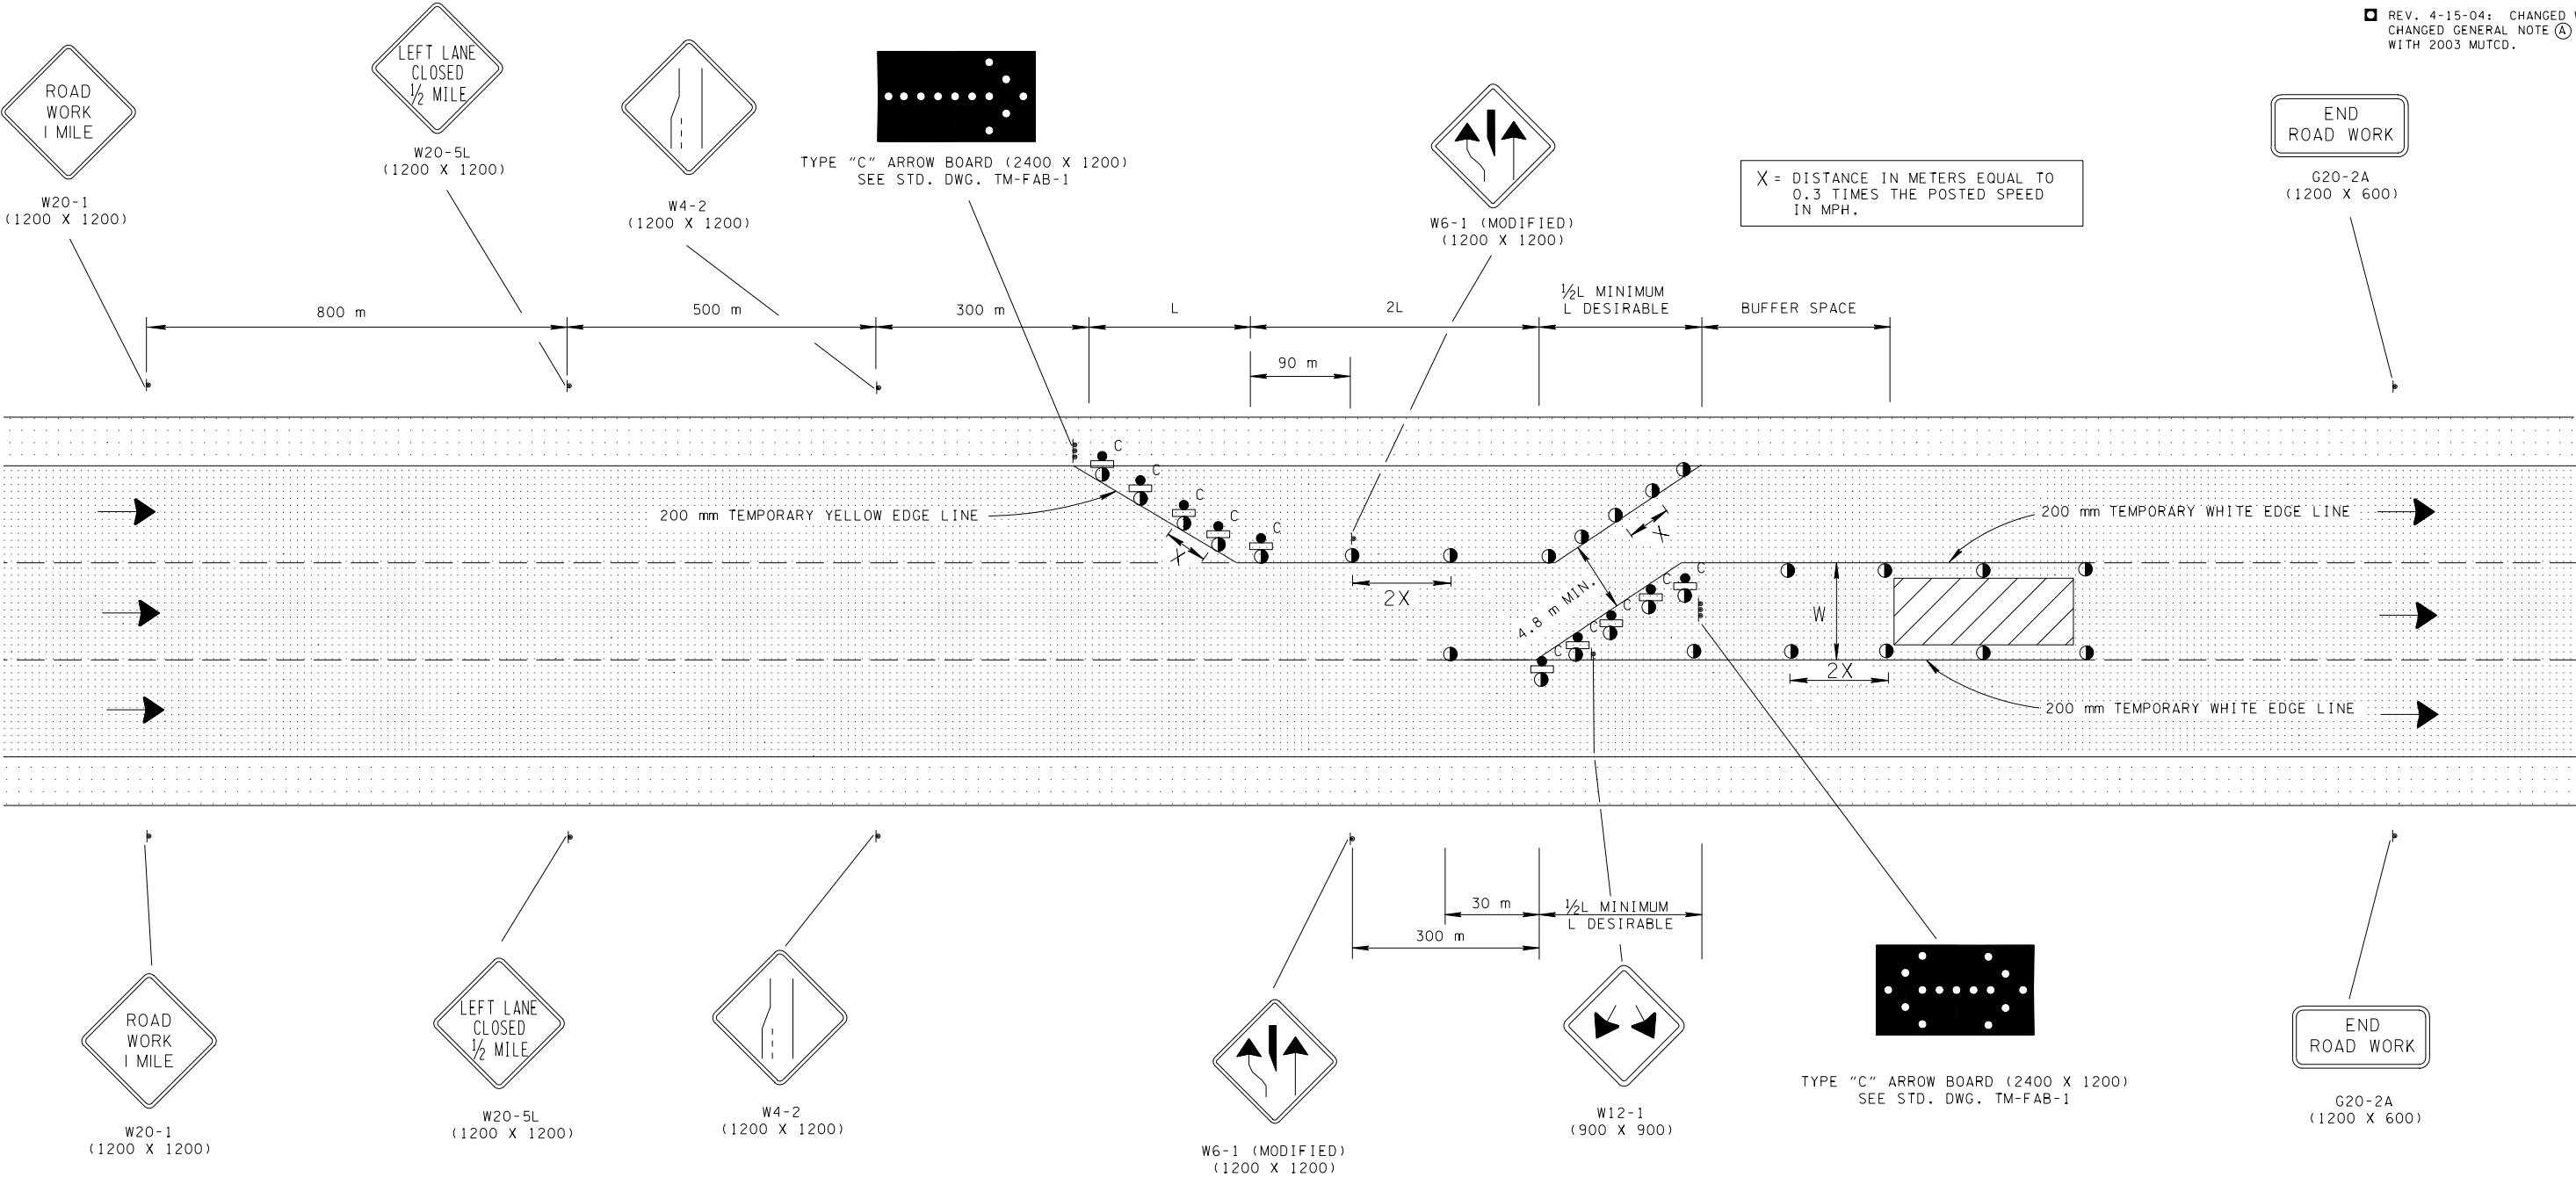 REV. 4-15-04: CHANGED
CHANGED GENERAL NOTE A
WITH 2003 MUTCD.
ROAD
WORK
1 MILE
W20-1
(1200 X 1200)
LEFT LANE
CLOSED
1/2 MILE
W20-5L
(1200 X 1200)
W4-2
(1200 X 1200)
TYPE "C" ARROW BOARD (2400 X 1200)
SEE STD. DWG. TM-FAB-1
W6-1 (MODIFIED)
(1200 X 1200)
X = DISTANCE IN METERS EQUAL TO
0.3 TIMES THE POSTED SPEED
IN MPH.
END
ROAD WORK
G20-2A
(1200 X 600)
800 m
500 m
300 m
L
2L
1/2L MINIMUM
L DESIRABLE
BUFFER SPACE
90 m
C
C
C
C
C
200 mm TEMPORARY YELLOW EDGE LINE
X
2X
X
4.8 m MIN.
C
C
C
C
C
W
2X
200 mm TEMPORARY WHITE EDGE LINE
200 mm TEMPORARY WHITE EDGE LINE
30 m
300 m
1/2L MINIMUM
L DESIRABLE
ROAD
WORK
1 MILE
W20-1
(1200 X 1200)
LEFT LANE
CLOSED
1/2 MILE
W20-5L
(1200 X 1200)
W4-2
(1200 X 1200)
W6-1 (MODIFIED)
(1200 X 1200)
W12-1
(900 X 900)
TYPE "C" ARROW BOARD (2400 X 1200)
SEE STD. DWG. TM-FAB-1
END
ROAD WORK
G20-2A
(1200 X 600)